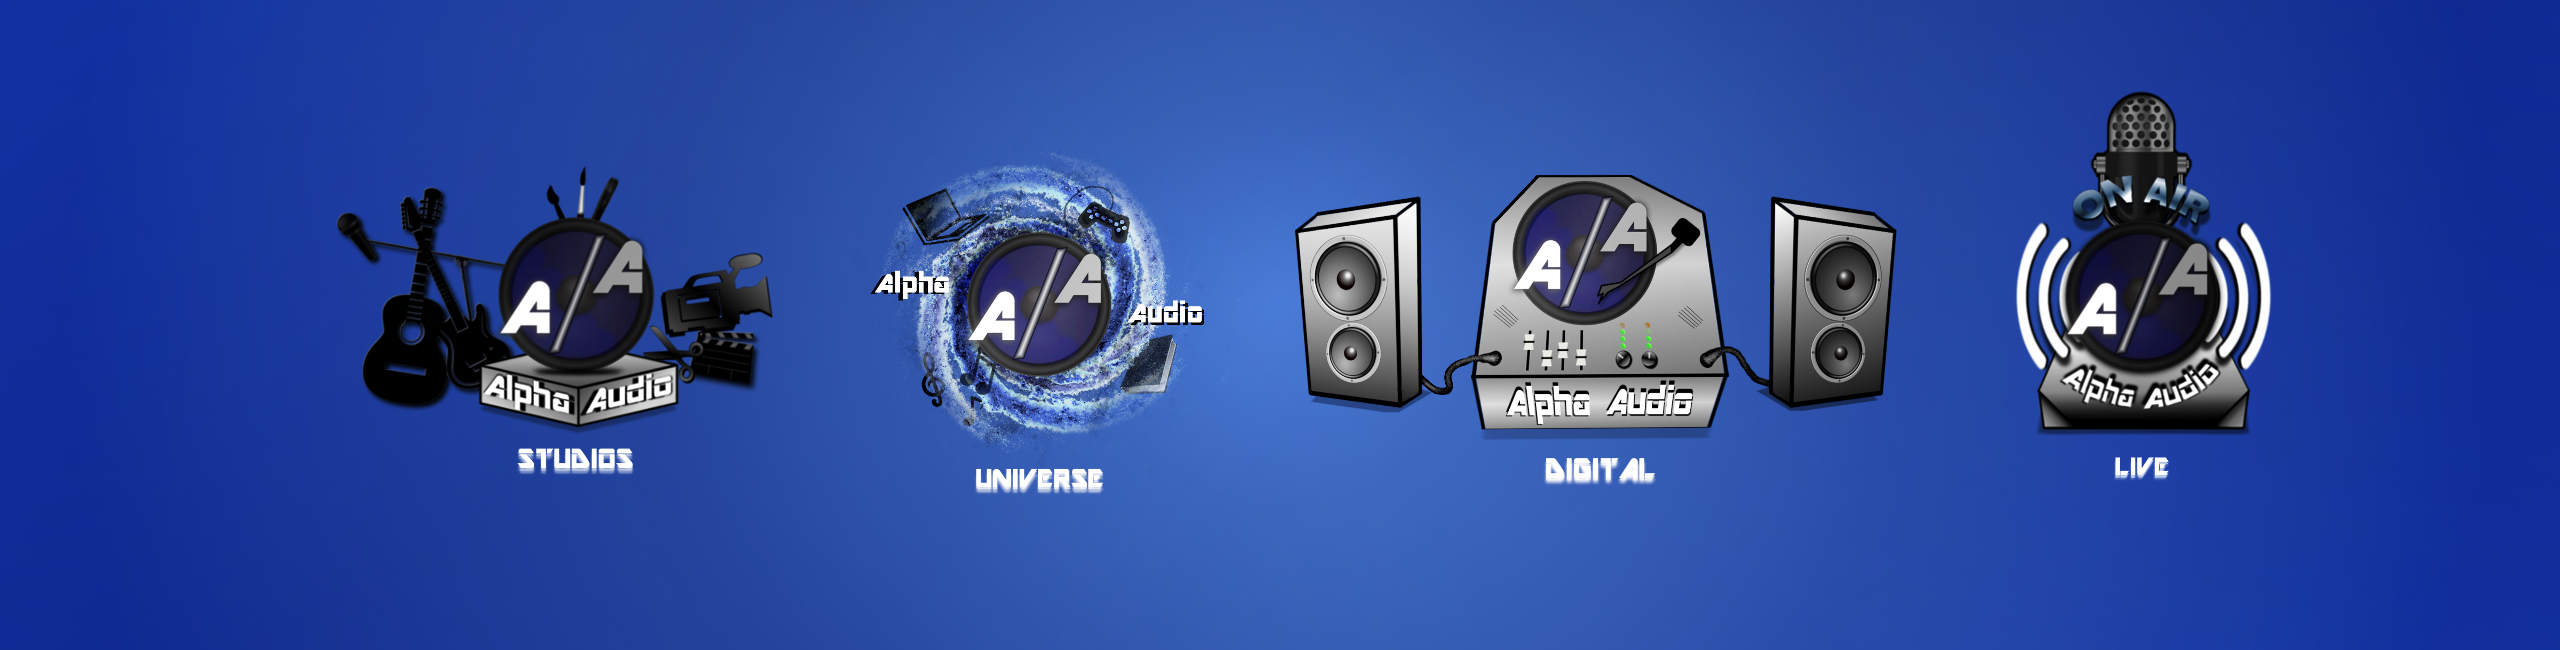 A/A
Alpha Audio
STUDIOS
A/A
Alpha
Audio
UNIVERSE
A/A
Alpha Audio
DIGITAL
ON AIR
A/A
Alpha Audio
LIVE